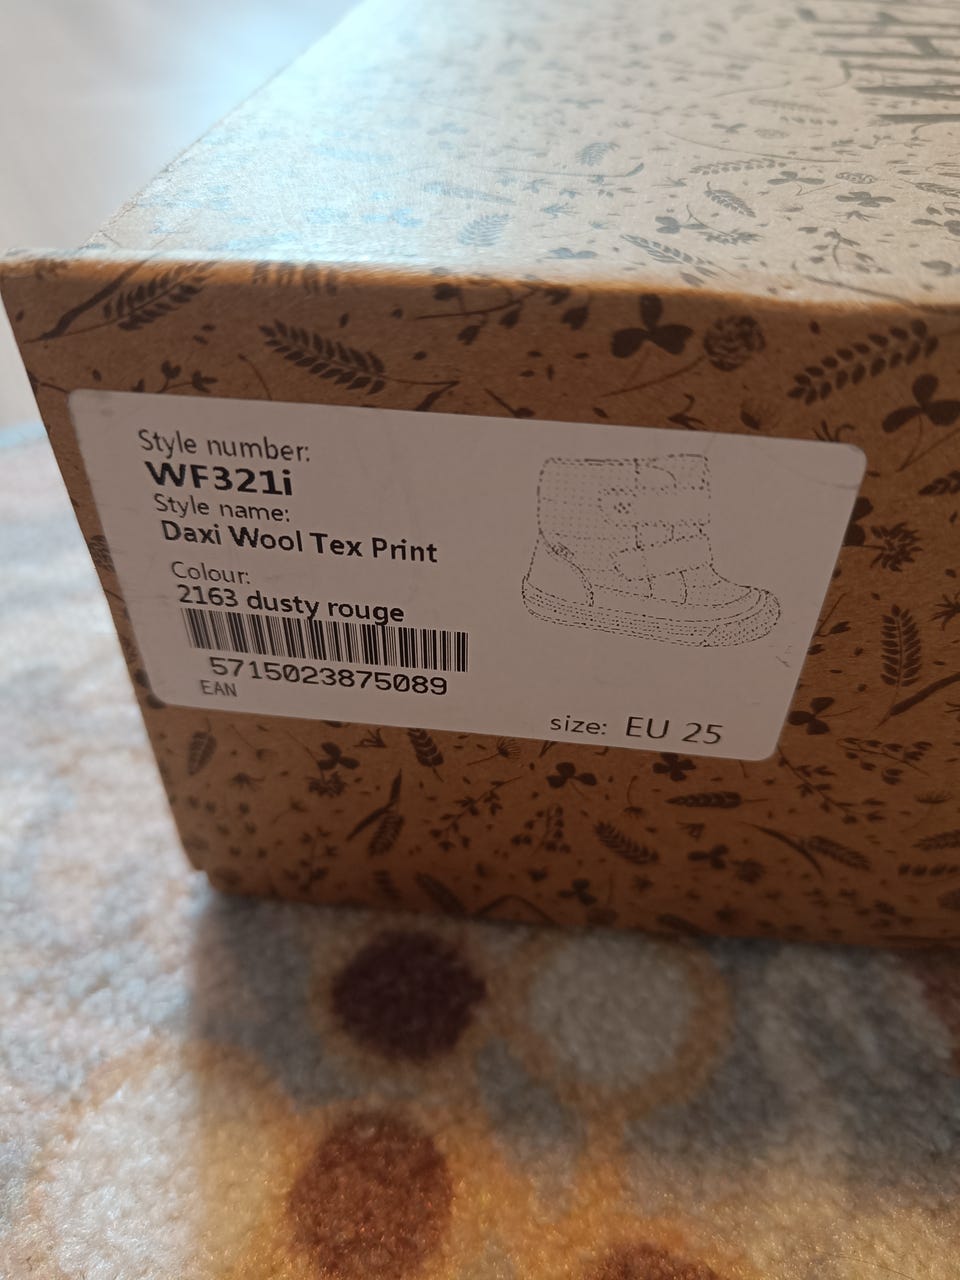 Style number:
WF321i
Style name:
Daxi Wool Tex Print
Colour:
2163 dusty rouge
5715023875089
EAN
size: EU 25